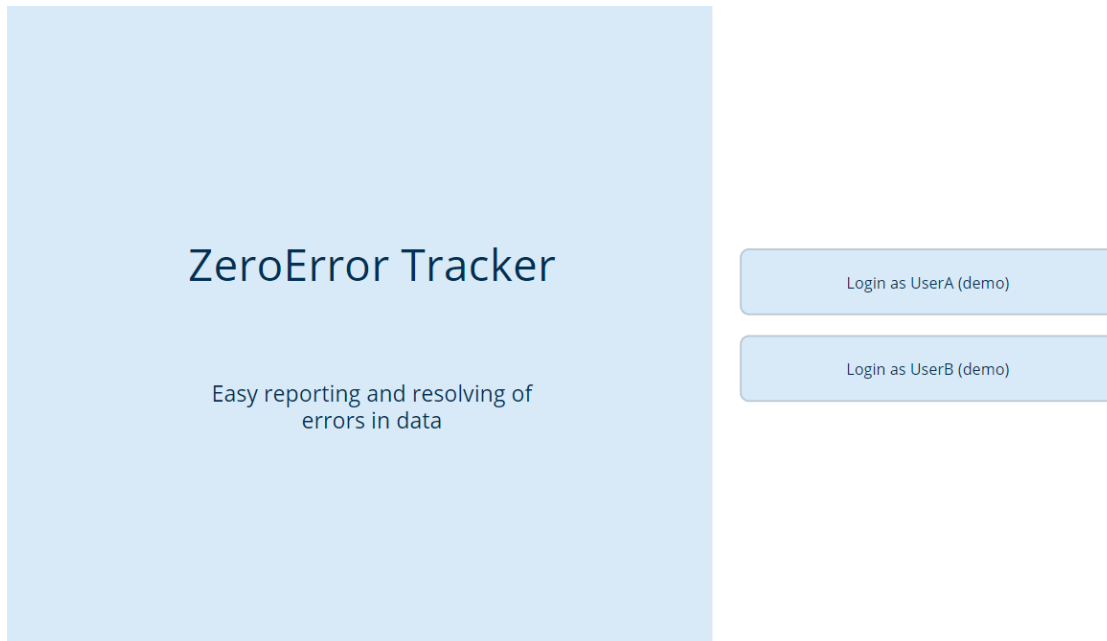 ZeroError Tracker
Easy reporting and resolving of
errors in data
Login as UserA (demo)
Login as UserB (demo)